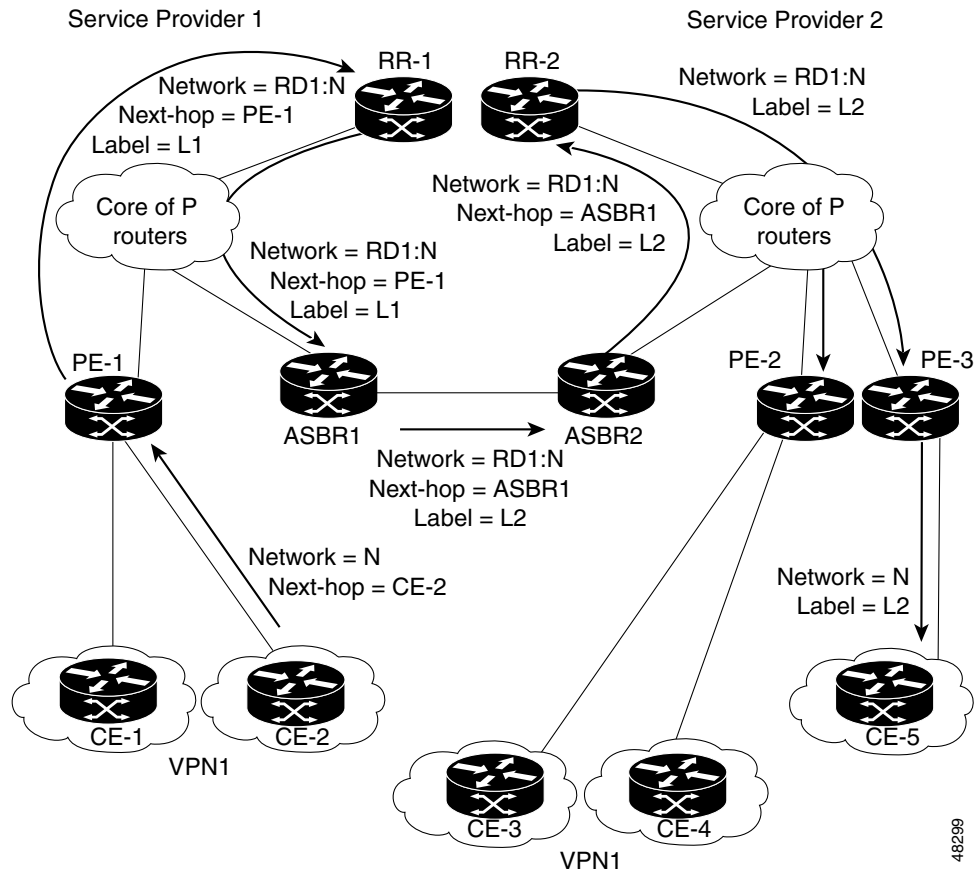 Service Provider 1
Service Provider 2
RR-1
RR-2
Network = RD1:N
Next-hop = PE-1
Label = L1
Network = RD1:N
Label = L2
Core of P
routers
Network = RD1:N
Next-hop = ASBR1
Label = L2
Core of P
routers
Network = RD1:N
Next-hop = PE-1
Label = L1
PE-1
PE-2
PE-3
ASBR1
ASBR2
Network = RD1:N
Next-hop = ASBR1
Label = L2
Network = N
Next-hop = CE-2
Network = N
Label = L2
CE-1
CE-2
CE-5
VPN1
CE-3
CE-4
VPN1
48299